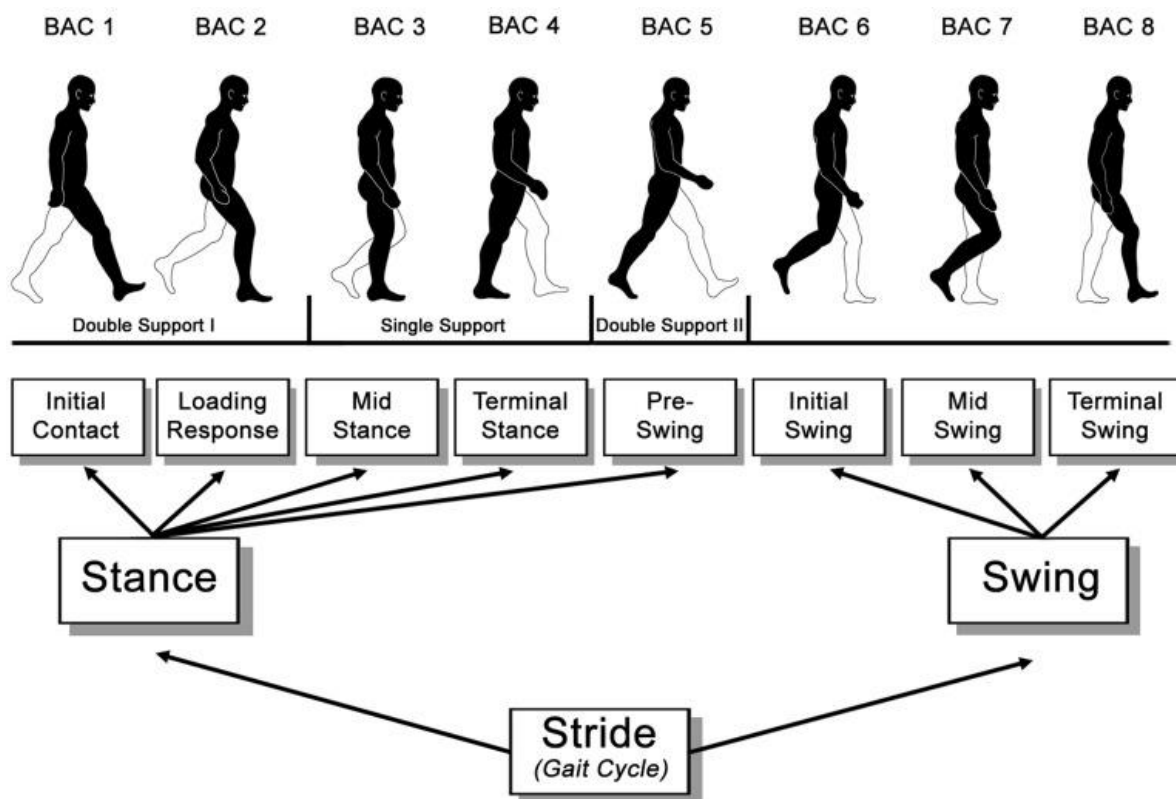 BAC 1 BAC 2 BAC 3 BAC 4 BAC 5 BAC 6 BAC 7 BAC 8
Double Support I Single Support Double Support II
Initial
Contact
Loading
Response
Mid
Stance
Terminal
Stance
Pre-
Swing
Initial
Swing
Mid
Swing
Terminal
Swing
Stance
Swing
Stride
(Gait Cycle)